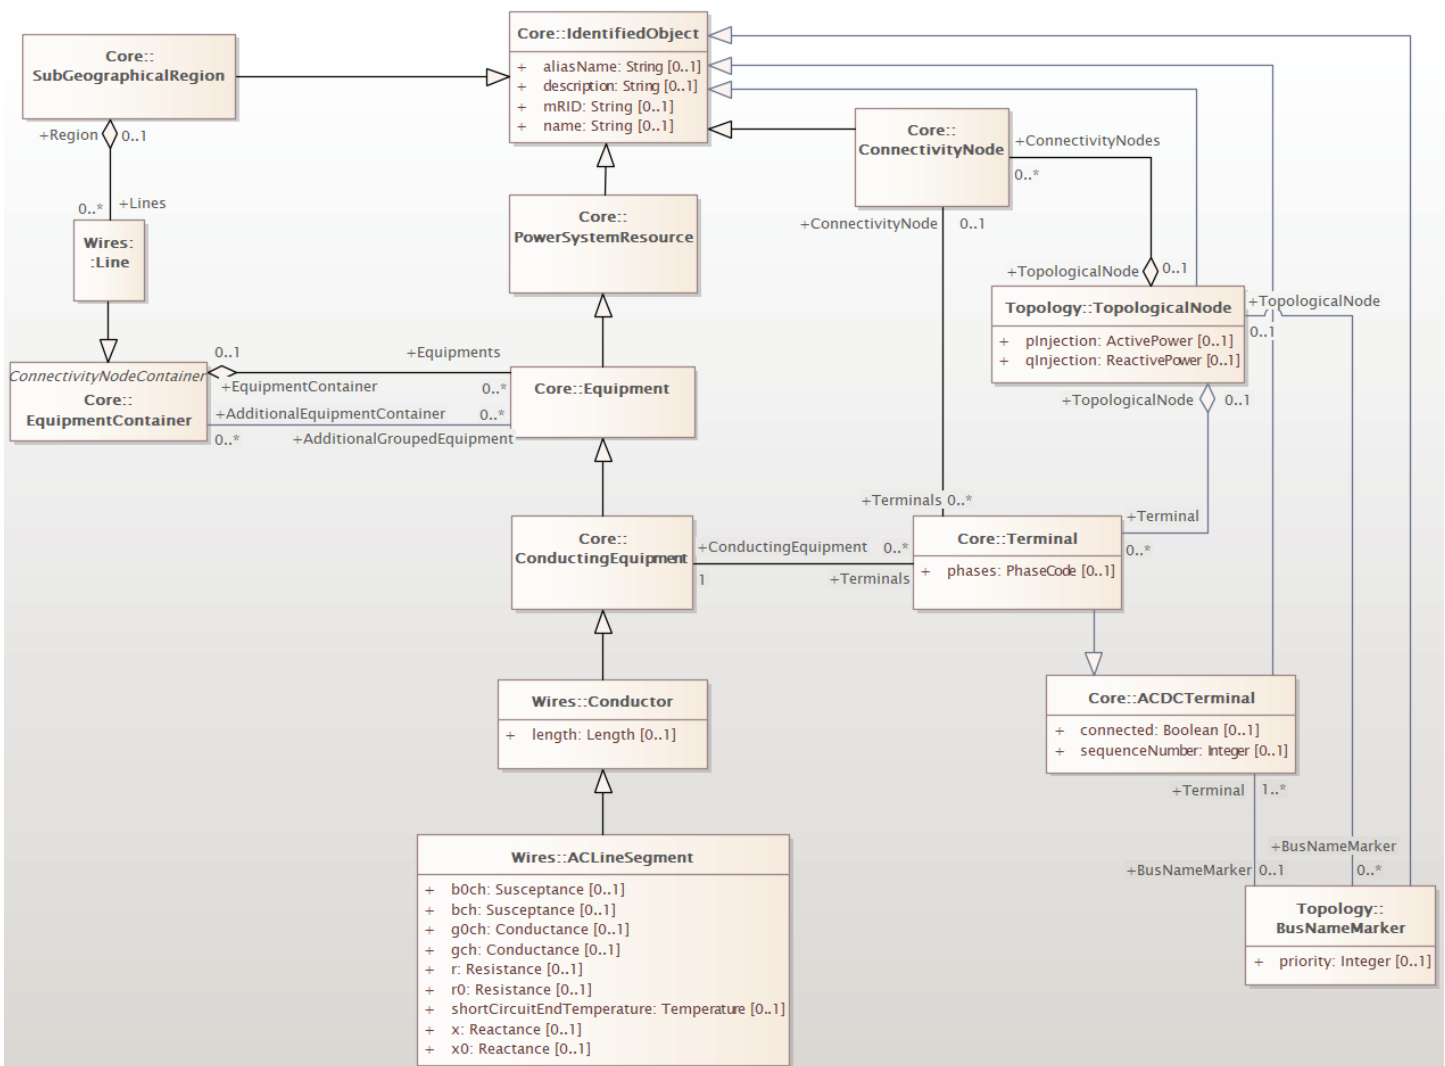 Core::IdentifiedObject
+ aliasName: String [0..1]
+ description: String [0..1]
+ mRID: String [0..1]
+ name: String [0..1]
Core::
SubGeographicalRegion
+Region 0..1
0..* +Lines
Wires:
:Line
Core::
ConnectivityNode
+ConnectivityNodes
0..*
+ConnectivityNode 0..1
Core::
PowerSystemResource
+TopologicalNode 0..1
Topology::TopologicalNode
+ pInjection: ActivePower [0..1]
+ qInjection: ReactivePower [0..1]
+TopologicalNode
0..1
+TopologicalNode 0..1
ConnectivityNodeContainer
Core::
EquipmentContainer
0..1 +Equipments
+EquipmentContainer 0..*
+AdditionalEquipmentContainer 0..*
0..* +AdditionalGroupedEquipment
Core::Equipment
+Terminals 0..*
Core::
ConductingEquipment
+ConductingEquipment 0..*
1 +Terminals
Core::Terminal
+ phases: PhaseCode [0..1]
+Terminal
0..*
Wires::Conductor
+ length: Length [0..1]
Core::ACDCTerminal
+ connected: Boolean [0..1]
+ sequenceNumber: Integer [0..1]
+Terminal 1..*
+BusNameMarker
0..*
+BusNameMarker 0..1
Topology::
BusNameMarker
+ priority: Integer [0..1]
Wires::ACLineSegment
+ b0ch: Susceptance [0..1]
+ bch: Susceptance [0..1]
+ g0ch: Conductance [0..1]
+ gch: Conductance [0..1]
+ r: Resistance [0..1]
+ r0: Resistance [0..1]
+ shortCircuitEndTemperature: Temperature [0..1]
+ x: Reactance [0..1]
+ x0: Reactance [0..1]